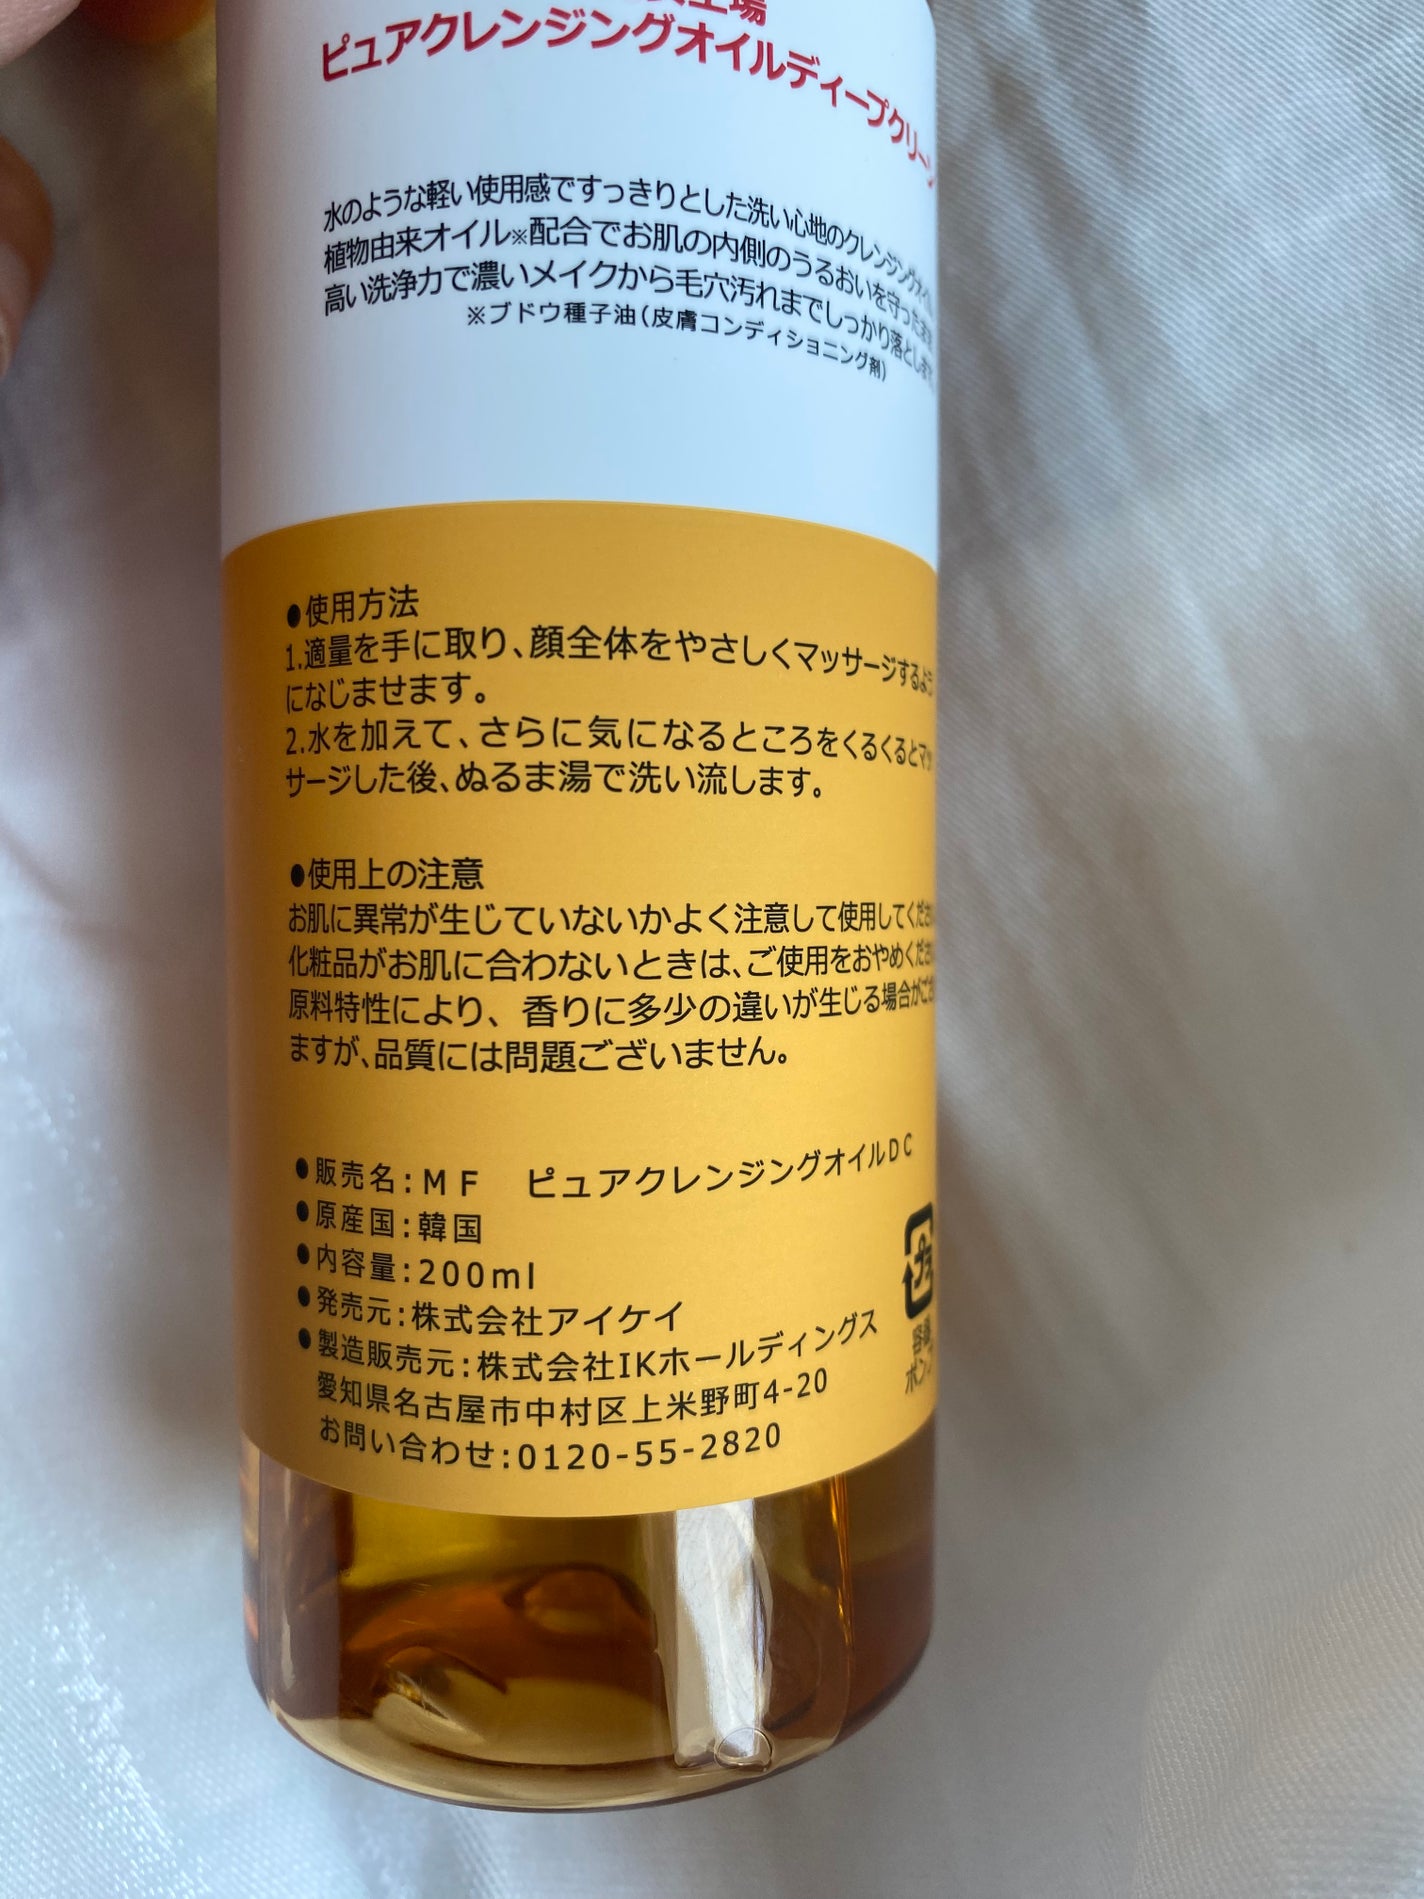 工場
ピュアクレンジングオイルディープクリーン
水のような軽い使用感ですっきりとした洗い心地のクレンジングオイル。
植物由来オイル※配合でお肌の内側のうるおいを守ったまま、
高い洗浄力で濃いメイクから毛穴汚れまでしっかり落とします。
※ブドウ種子油(皮膚コンディショニング剤)
●使用方法
1.適量を手に取り、顔全体をやさしくマッサージするよう
になじませます。
2.水を加えて、さらに気になるところをくるくるとマッ
サージした後、ぬるま湯で洗い流します。
●使用上の注意
お肌に異常が生じていないかよく注意して使用してくださ
化粧品がお肌に合わないときは、ご使用をおやめくださ
原料特性により、香りに多少の違いが生じる場合がござ
ますが、品質には問題ございません。
●販売名:MF ピュアクレンジングオイルDC
●原産国:韓国
●内容量:200ml
●発売元:株式会社アイケイ
●製造販売元:株式会社IKホールディングス
愛知県名古屋市中村区上米野町4-20
お問い合わせ:0120-55-2820
プラ
容器
ポンプ